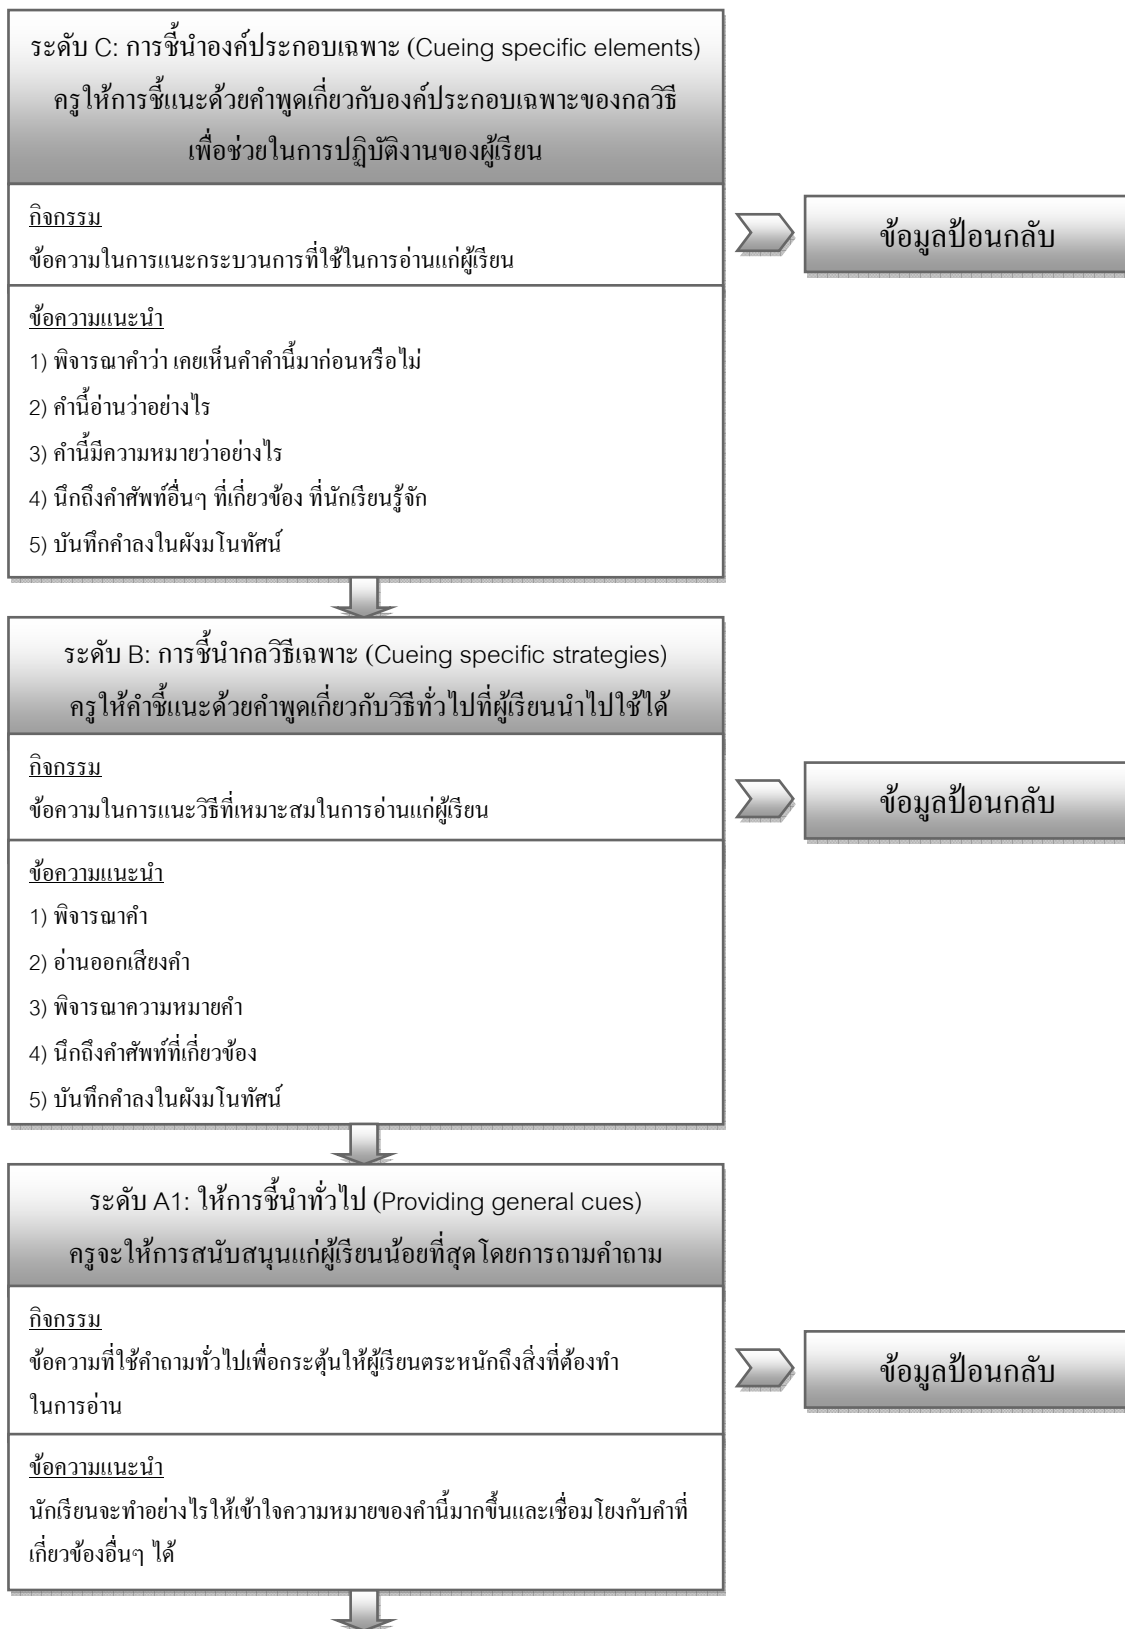 ระดับ C: การชี้นำองค์ประกอบเฉพาะ (Cueing specific elements)
ครูให้การชี้แนะด้วยคำพูดเกี่ยวกับองค์ประกอบเฉพาะของกลวิธี
เพื่อช่วยในการปฏิบัติงานของผู้เรียน
กิจกรรม
ข้อความในการแนะกระบวนการที่ใช้ในการอ่านแก่ผู้เรียน
ข้อมูลป้อนกลับ
ข้อความแนะนำ
1) พิจารณาคำว่า เคยเห็นคำคำนี้มาก่อนหรือไม่
2) คำนี้อ่านว่าอย่างไร
3) คำนี้มีความหมายว่าอย่างไร
4) นึกถึงคำศัพท์อื่นๆ ที่เกี่ยวข้อง ที่นักเรียนรู้จัก
5) บันทึกคำลงในผังมโนทัศน์
ระดับ B: การชี้นำกลวิธีเฉพาะ (Cueing specific strategies)
ครูให้คำชี้แนะด้วยคำพูดเกี่ยวกับวิธีทั่วไปที่ผู้เรียนนำไปใช้ได้
กิจกรรม
ข้อความในการแนะวิธีที่เหมาะสมในการอ่านแก่ผู้เรียน
ข้อมูลป้อนกลับ
ข้อความแนะนำ
1) พิจารณาคำ
2) อ่านออกเสียงคำ
3) พิจารณาความหมายคำ
4) นึกถึงคำศัพท์ที่เกี่ยวข้อง
5) บันทึกคำลงในผังมโนทัศน์
ระดับ A1: ให้การชี้นำทั่วไป (Providing general cues)
ครูจะให้การสนับสนุนแก่ผู้เรียนน้อยที่สุดโดยการถามคำถาม
กิจกรรม
ข้อความที่ใช้คำถามทั่วไปเพื่อกระตุ้นให้ผู้เรียนตระหนักถึงสิ่งที่ต้องทำ
ในการอ่าน
ข้อมูลป้อนกลับ
ข้อความแนะนำ
นักเรียนจะทำอย่างไรให้เข้าใจความหมายของคำนี้มากขึ้นและเชื่อมโยงกับคำที่
เกี่ยวข้องอื่นๆ ได้